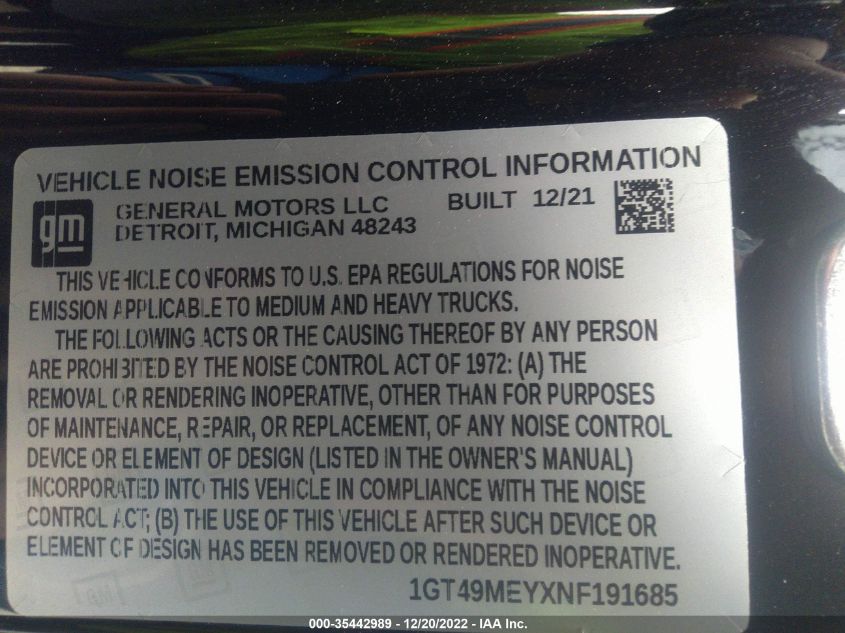 VEHICLE NOISE EMISSION CONTROL INFORMATION
gm
GENERAL MOTORS LLC BUILT 12/21
DETROIT, MICHIGAN 48243
THIS VEHICLE CONFORMS TO U.S. EPA REGULATIONS FOR NOISE
EMISSION APPLICABLE TO MEDIUM AND HEAVY TRUCKS.
THE FOLLOWING ACTS OR THE CAUSING THEREOF BY ANY PERSON
ARE PROHIBITED BY THE NOISE CONTROL ACT OF 1972: (A) THE
REMOVAL OR RENDERING INOPERATIVE, OTHER THAN FOR PURPOSES
OF MAINTENANCE, REPAIR, OR REPLACEMENT, OF ANY NOISE CONTROL
DEVICE OR ELEMENT OF DESIGN (LISTED IN THE OWNER'S MANUAL)
INCORPORATED INTO THIS VEHICLE IN COMPLIANCE WITH THE NOISE
CONTROL ACT; (B) THE USE OF THIS VEHICLE AFTER SUCH DEVICE OR
ELEMENT OF DESIGN HAS BEEN REMOVED OR RENDERED INOPERATIVE.
1GT49MEYXNF191685
000-35442989 - 12/20/2022 - IAA Inc.